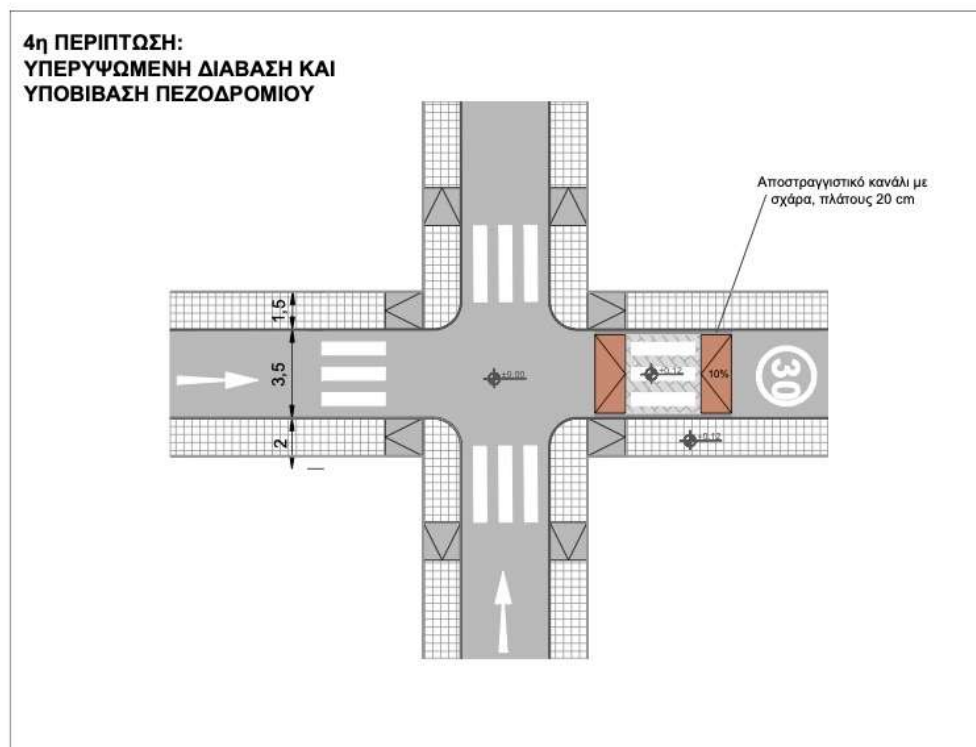 4η ΠΕΡΙΠΤΩΣΗ:
ΥΠΕΡΥΨΩΜΕΝΗ ΔΙΑΒΑΣΗ ΚΑΙ
ΥΠΟΒΙΒΑΣΗ ΠΕΖΟΔΡΟΜΙΟΥ
Αποστραγγιστικό κανάλι με
σχάρα, πλάτους 20 cm
1,5
3,5
2
+0.00
+0.12
10%
30
+0.12